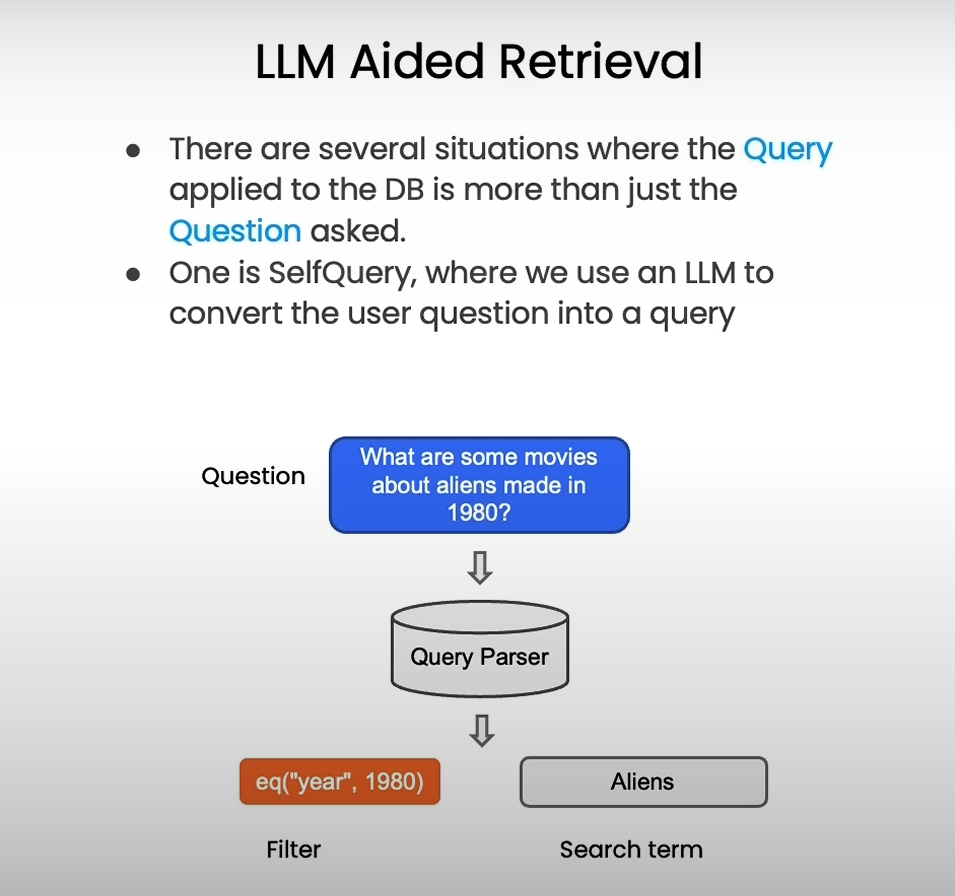 LLM Aided Retrieval
● There are several situations where the Query
applied to the DB is more than just the
Question asked.
● One is SelfQuery, where we use an LLM to
convert the user question into a query
Question
What are some movies
about aliens made in
1980?
Query Parser
eq("year", 1980)
Aliens
Filter
Search term